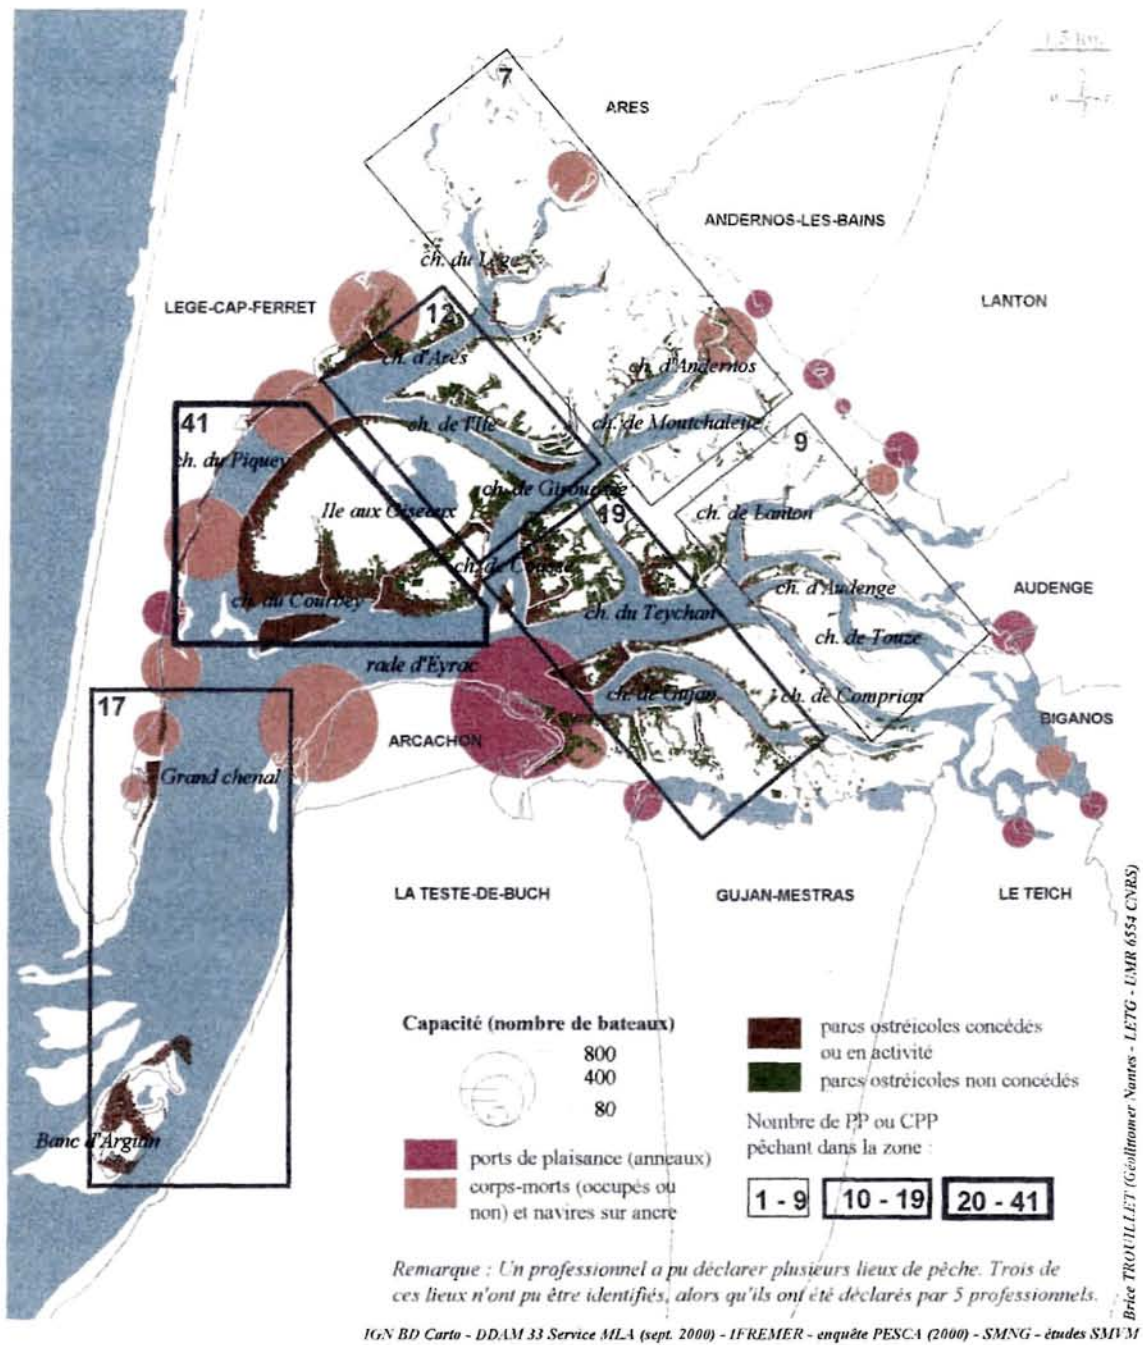 1,5 km
7
ARES
ANDERNOS-LES-BAINS
LANTON
ch. du Lège
LEGE-CAP-FERRET
12
ch. d'Arès
ch. d'Andernos
41
ch. de l'Ile
ch. de Moutchalette
9
ch. du Piquey
ch. de Girouasse
Ile aux Oiseaux
19
ch. de Lanton
ch. de Cousse
ch. d'Audenge
AUDENGE
ch. du Courbey
ch. du Teychan
ch. de Touze
rade d'Eyrac
ch. de Gujan
ch. de Comprian
17
BIGANOS
ARCACHON
Grand chenal
LA TESTE-DE-BUCH
GUJAN-MESTRAS
LE TEICH
Banc d'Arguin
Capacité (nombre de bateaux)
800
400
80
ports de plaisance (anneaux)
corps-morts (occupés ou
non) et navires sur ancre
parcs ostréicoles concédés
ou en activité
parcs ostréicoles non concédés
Nombre de PP ou CPP
pêchant dans la zone :
1 - 9
10 - 19
20 - 41
Remarque : Un professionnel a pu déclarer plusieurs lieux de pêche. Trois de
ces lieux n'ont pu être identifiés, alors qu'ils ont été déclarés par 5 professionnels.
IGN BD Carto - DDAM 33 Service MLA (sept. 2000) - IFREMER - enquête PESCA (2000) - SMNG - études SMVM
Brice TROUILLET (Géolittomer Nantes - LETG - UMR 6554 CNRS)